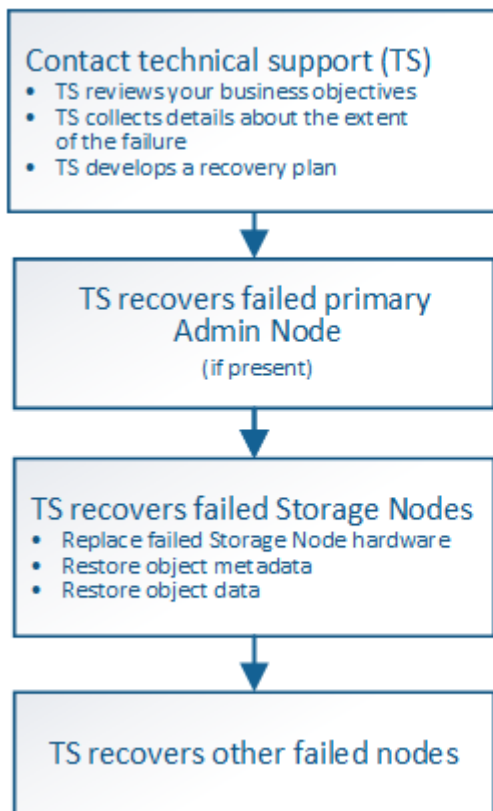 Contact technical support (TS)
• TS reviews your business objectives
• TS collects details about the extent
of the failure
• TS develops a recovery plan
TS recovers failed primary
Admin Node
(if present)
TS recovers failed Storage Nodes
• Replace failed Storage Node hardware
• Restore object metadata
• Restore object data
TS recovers other failed nodes